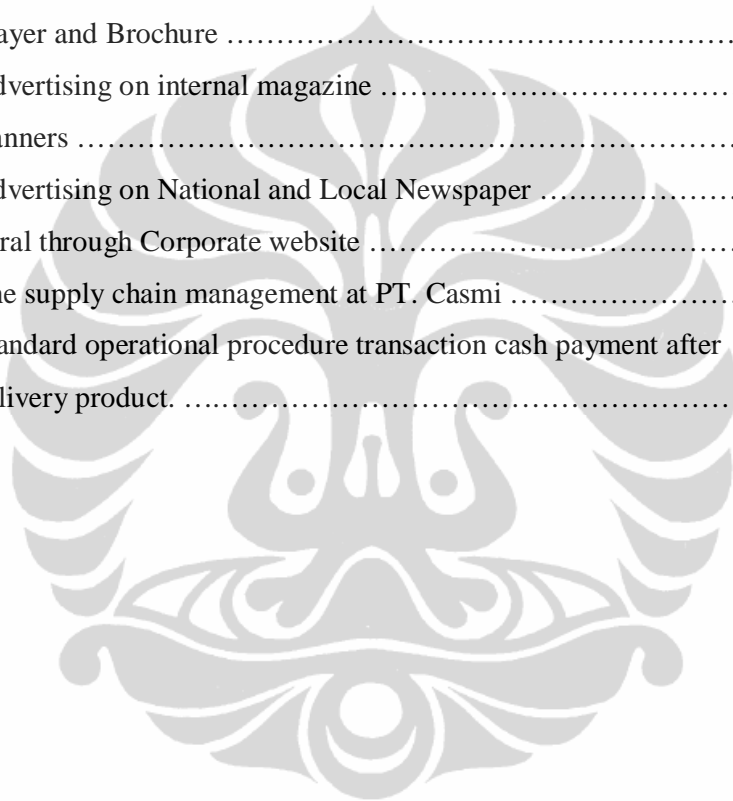 ayer and Brochure ……………………………………………
dvertising on internal magazine ………………………………
anners ……………………………………………………………
dvertising on National and Local Newspaper …………………
ral through Corporate website …………………………………
ne supply chain management at PT. Casmi ……………………
andard operational procedure transaction cash payment after
livery product. …..………………………………………………